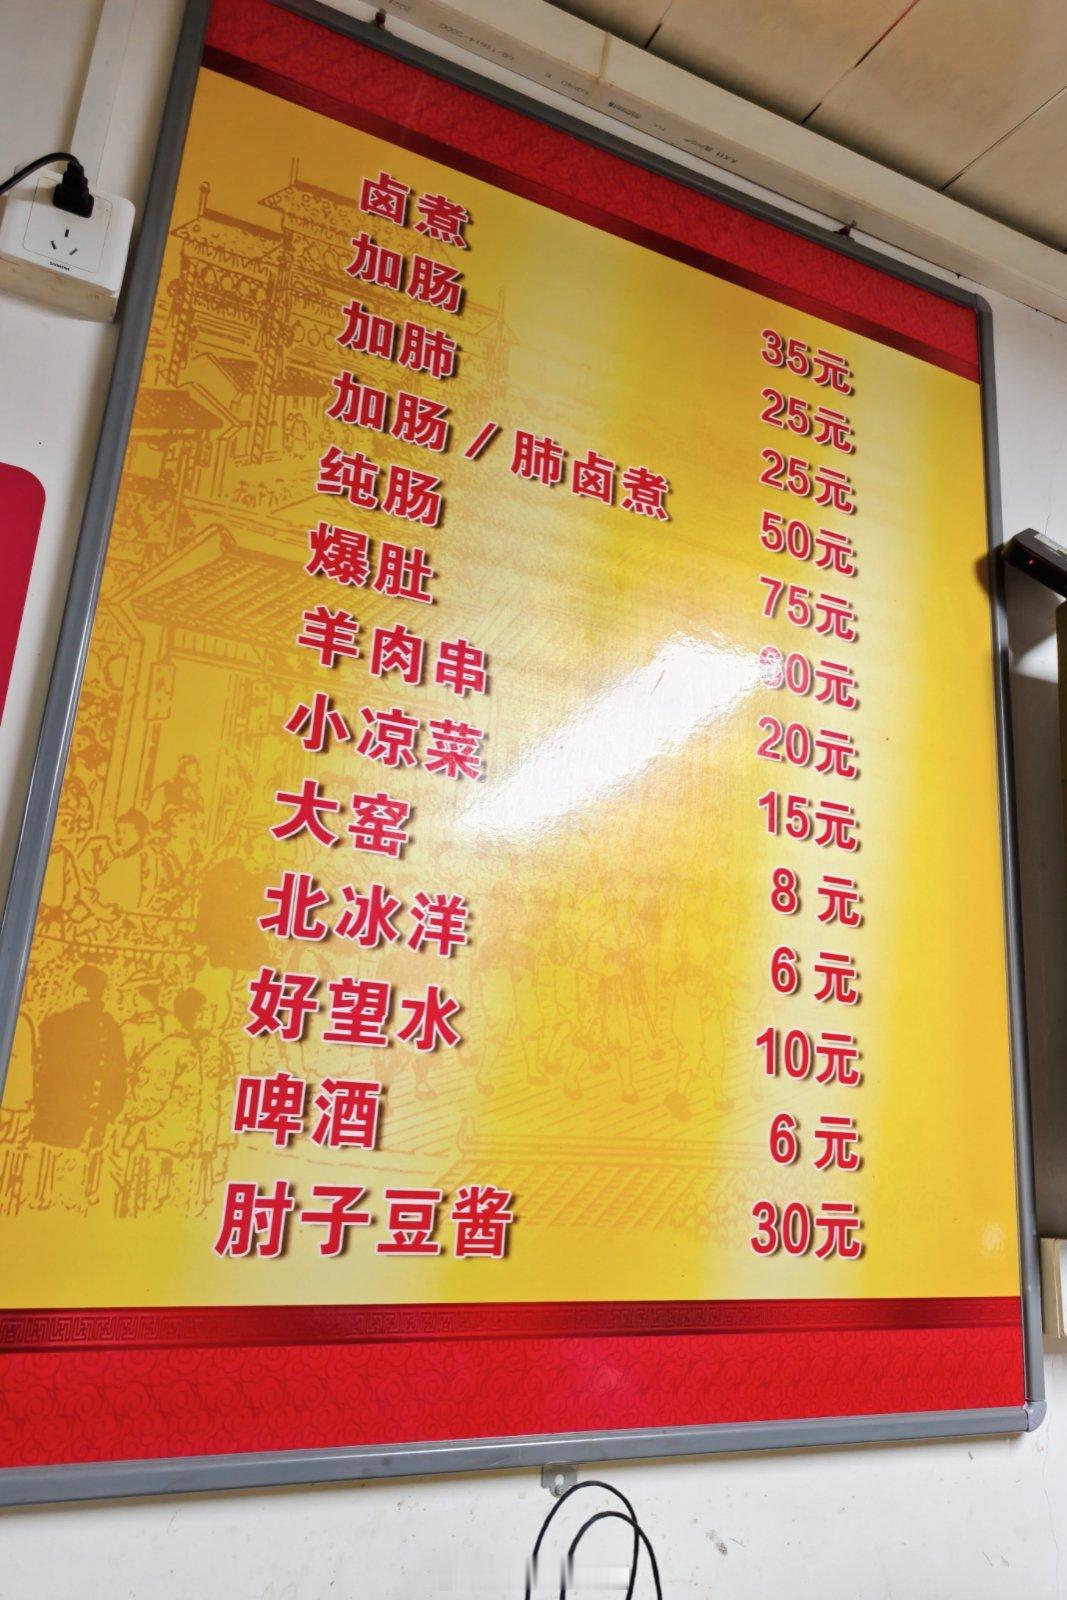 卤煮 35元
加肠 25元
加肺 25元
加肠/肺卤煮 50元
纯肠 75元
爆肚 0元
羊肉串 20元
小凉菜 15元
大窑 8元
北冰洋 6元
好望水 10元
啤酒 6元
肘子豆酱 30元